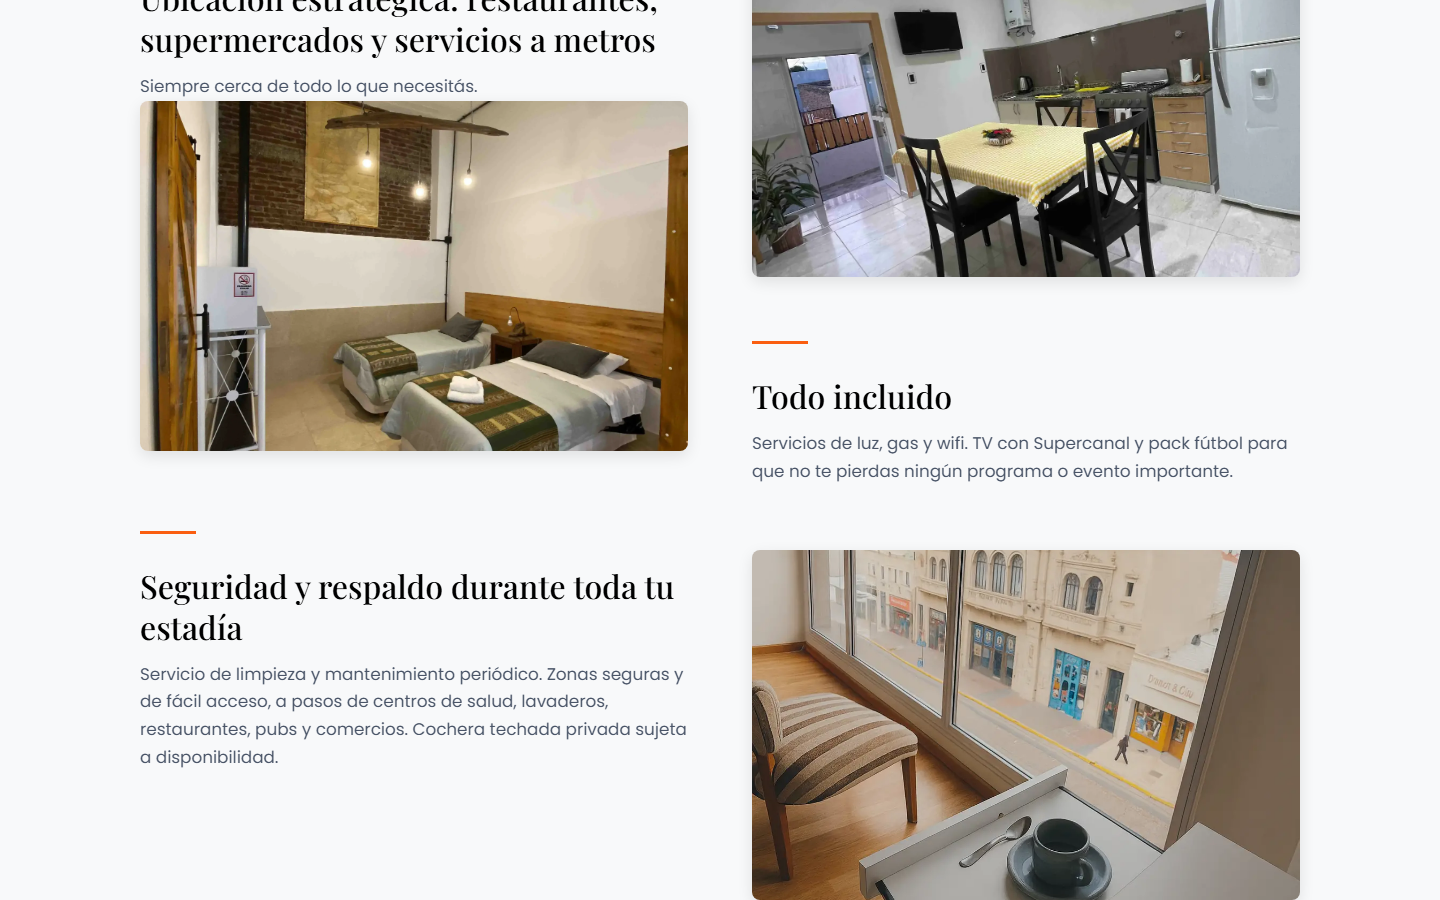 Ubicación estratégica: restaurantes,
supermercados y servicios a metros
Siempre cerca de todo lo que necesitás.
Todo incluido
Servicios de luz, gas y wifi. TV con Supercanal y pack fútbol para
que no te pierdas ningún programa o evento importante.
Seguridad y respaldo durante toda tu
estadía
Servicio de limpieza y mantenimiento periódico. Zonas seguras y
de fácil acceso, a pasos de centros de salud, lavaderos,
restaurantes, pubs y comercios. Cochera techada privada sujeta
a disponibilidad.